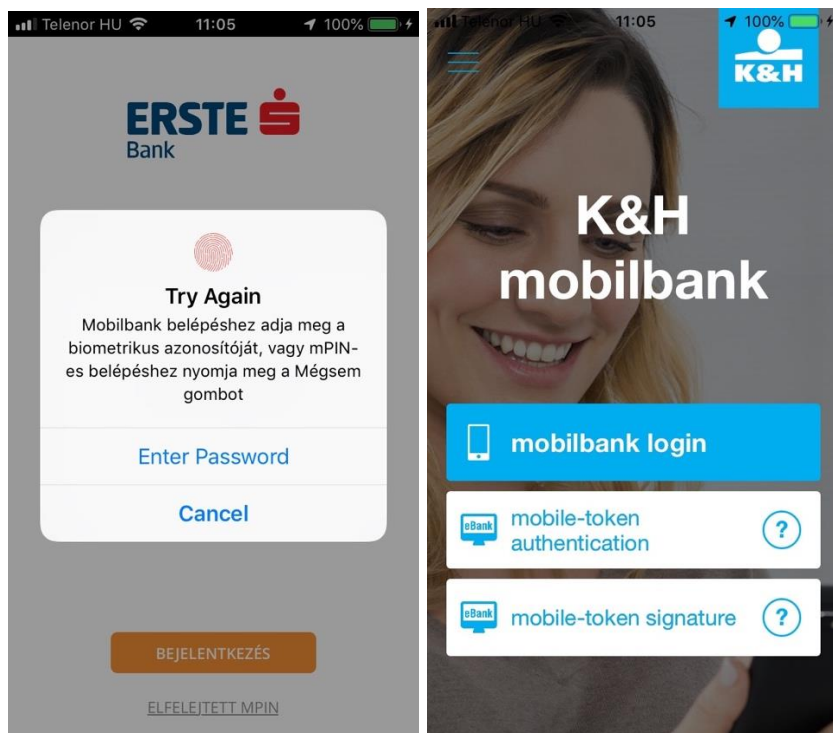 Telenor HU 11:05 100%
ERSTE
Bank
Try Again
Mobilbank belépéshez adja meg a
biometrikus azonosítóját, vagy mPIN-
es belépéshez nyomja meg a Mégsem
gombot
Enter Password
Cancel
BEJELENTKEZÉS
ELFELEJTETT MPIN
Telenor HU 11:05 100%
K&H
K&H
mobilbank
mobilbank login
eBank
mobile-token
authentication
?
eBank
mobile-token signature
?